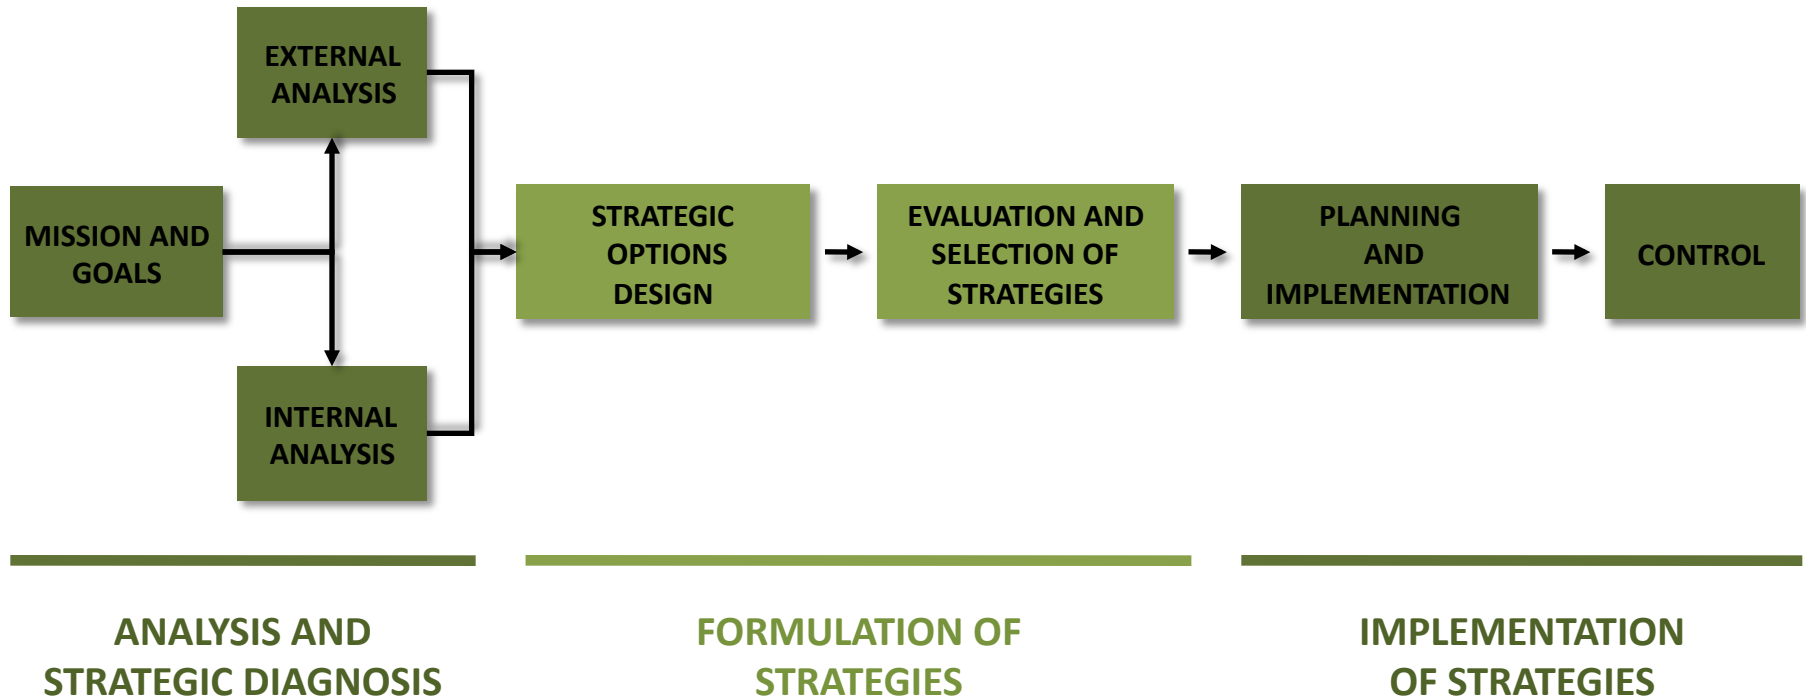 EXTERNAL
ANALYSIS
MISSION AND
GOALS
INTERNAL
ANALYSIS
STRATEGIC
OPTIONS
DESIGN
EVALUATION AND
SELECTION OF
STRATEGIES
PLANNING
AND
IMPLEMENTATION
CONTROL
ANALYSIS AND
STRATEGIC DIAGNOSIS
FORMULATION OF
STRATEGIES
IMPLEMENTATION
OF STRATEGIES